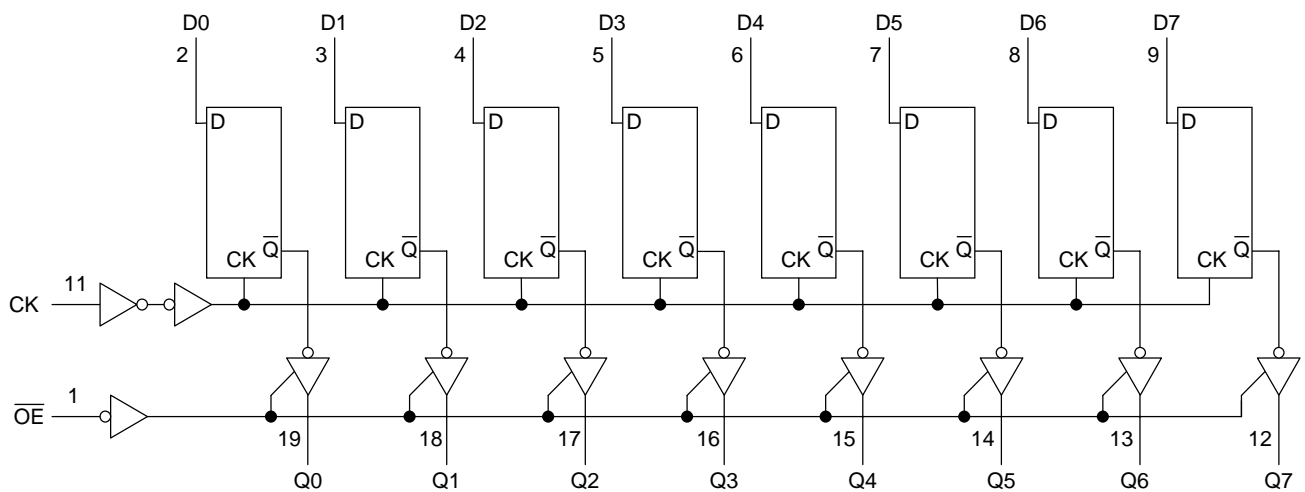 D0 D1 D2 D3 D4 D5 D6 D7
2 3 4 5 6 7 8 9
D D D D D D D D
Q̅ Q̅ Q̅ Q̅ Q̅ Q̅ Q̅ Q̅
CK CK CK CK CK CK CK CK
11
CK
1
O̅E̅
19 18 17 16 15 14 13 12
Q0 Q1 Q2 Q3 Q4 Q5 Q6 Q7